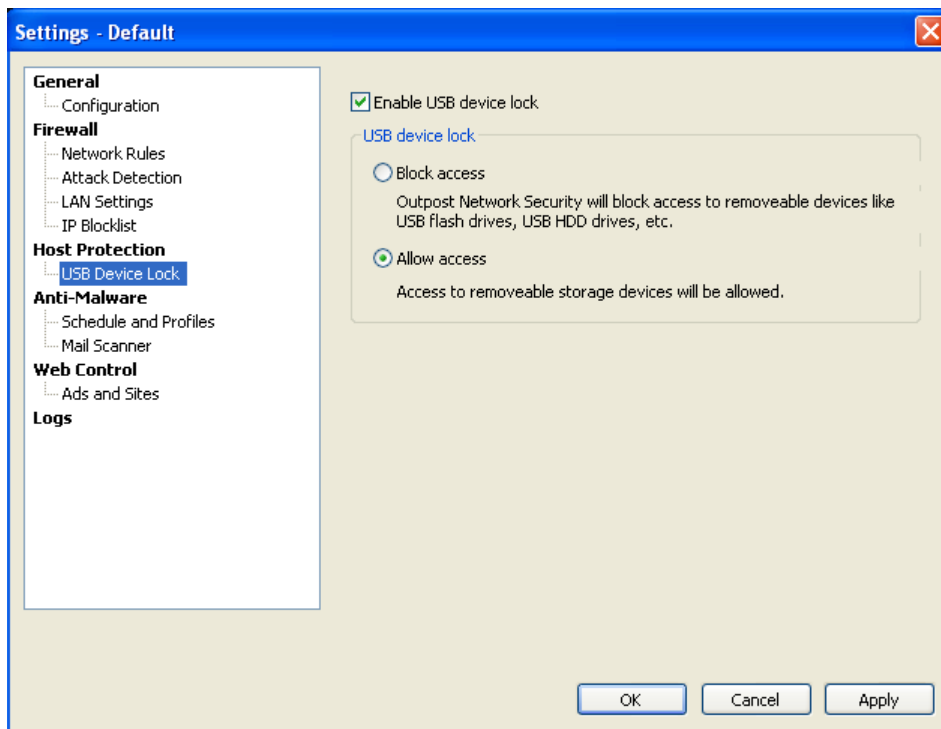 Settings - Default
General
Configuration
Firewall
Network Rules
Attack Detection
LAN Settings
IP Blocklist
Host Protection
USB Device Lock
Anti-Malware
Schedule and Profiles
Mail Scanner
Web Control
Ads and Sites
Logs
Enable USB device lock
USB device lock
Block access
Outpost Network Security will block access to removeable devices like
USB flash drives, USB HDD drives, etc.
Allow access
Access to removeable storage devices will be allowed.
OK
Cancel
Apply